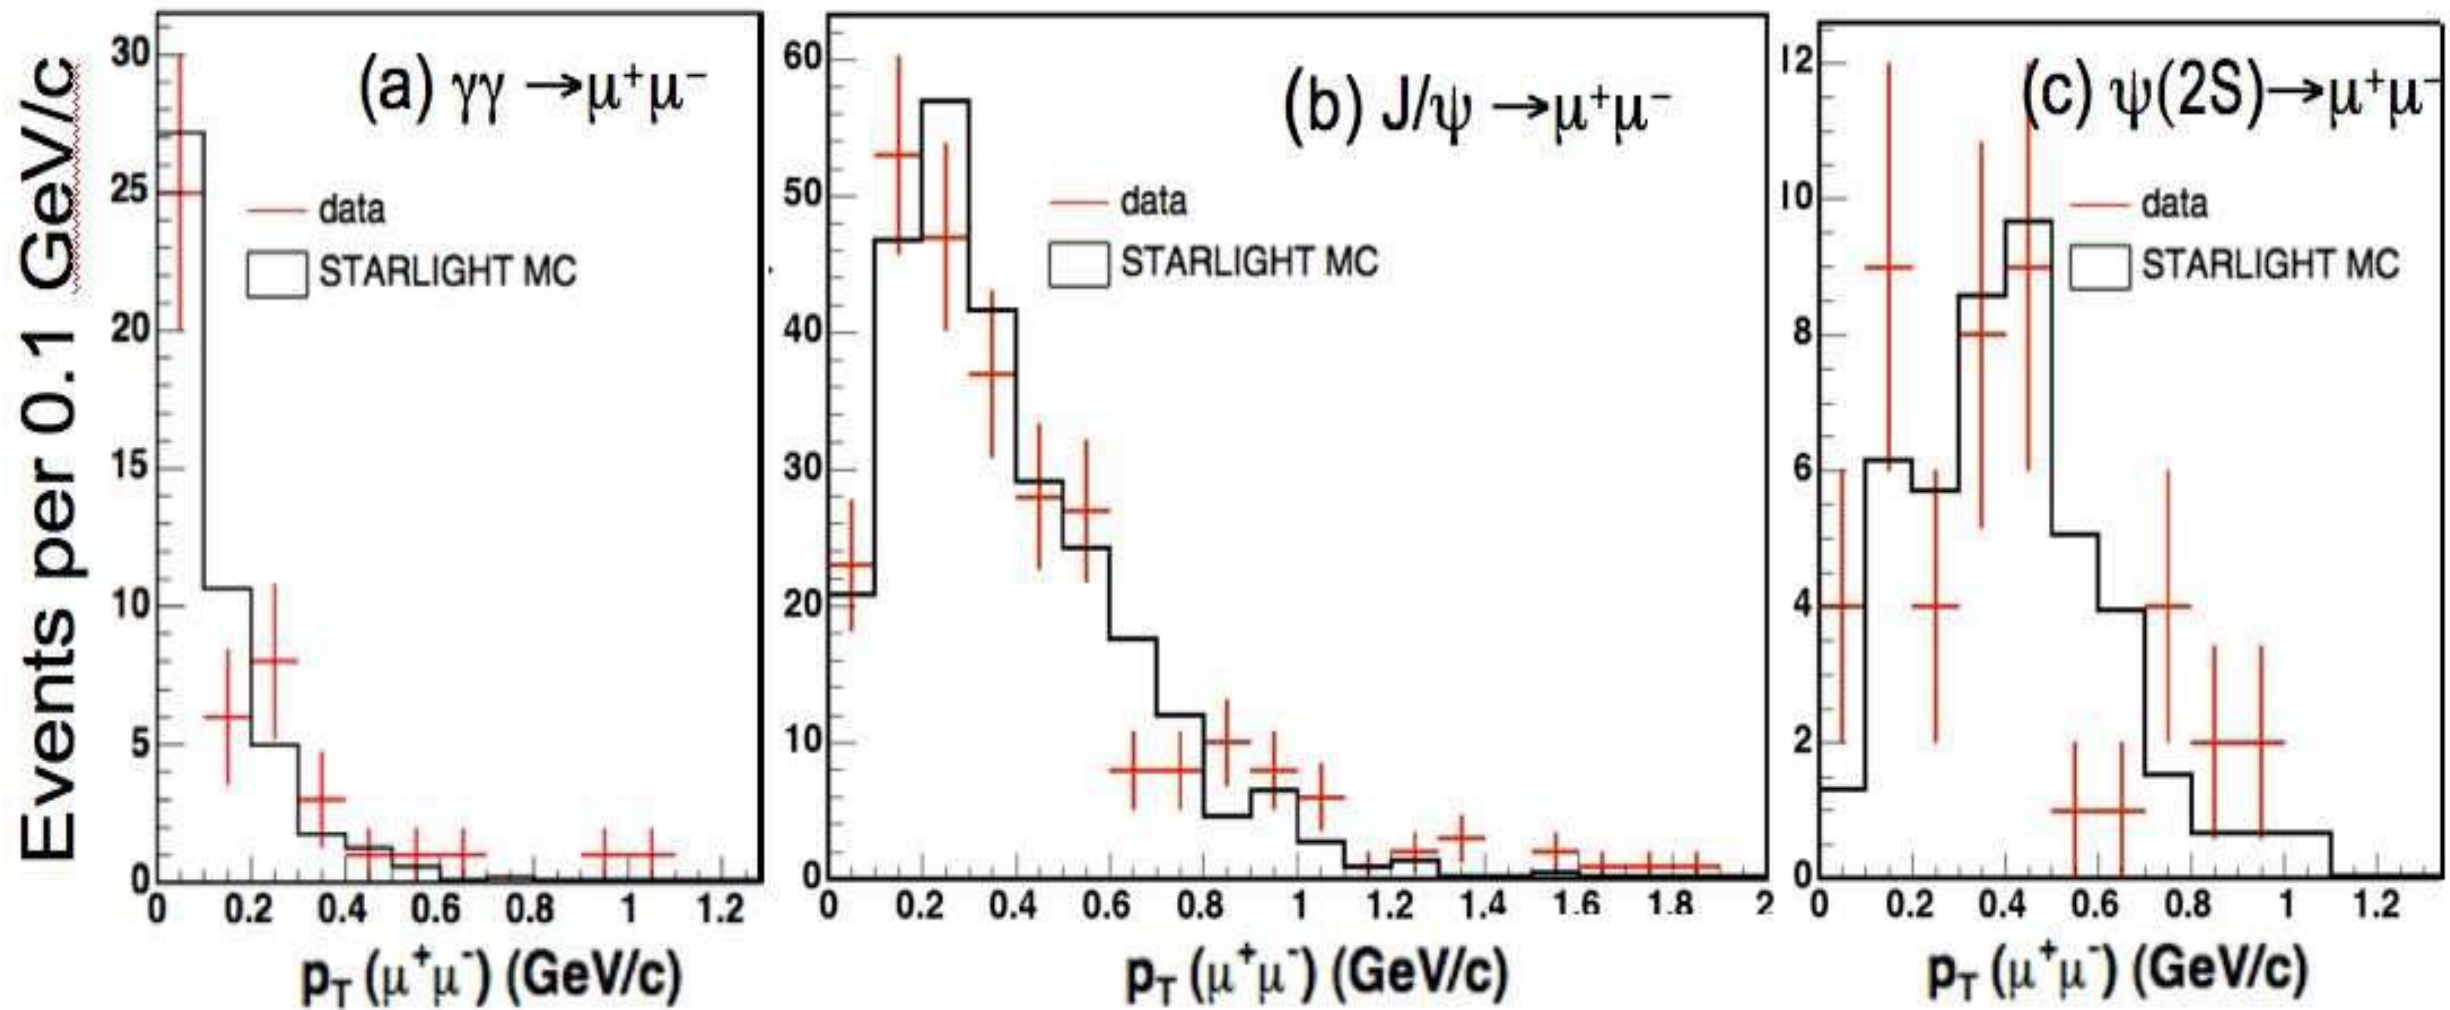 Events per 0.1 GeV/c
(a) γγ →μ⁺μ⁻
data
STARLIGHT MC
30
25
20
15
10
5
0
0 0.2 0.4 0.6 0.8 1 1.2
p_T (μ⁺μ⁻) (GeV/c)
(b) J/ψ →μ⁺μ⁻
data
STARLIGHT MC
60
50
40
30
20
10
0
0 0.2 0.4 0.6 0.8 1 1.2 1.4 1.6 1.8 2
p_T (μ⁺μ⁻) (GeV/c)
(c) ψ(2S)→μ⁺μ⁻
data
STARLIGHT MC
12
10
8
6
4
2
0
0 0.2 0.4 0.6 0.8 1 1.2
p_T (μ⁺μ⁻) (GeV/c)